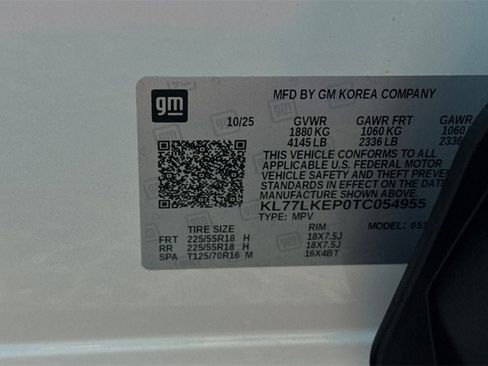 gm
MFD BY GM KOREA COMPANY
10/25 GVWR GAWR FRT GAWR
1880 KG 1060 KG 1060
4145 LB 2336 LB 2336
THIS VEHICLE CONFORMS TO ALL
APPLICABLE U.S. FEDERAL MOTOR
VEHICLE SAFETY AND THEFT PREVENTION
STANDARDS IN EFFECT ON THE DATE
MANUFACTURE SHOWN ABOVE.
KL77LKEP0TC054955
TYPE: MPV
TIRE SIZE RIM MODEL:
FRT 225/55R18 H 18X7.5J
RR 225/55R18 H 18X7.5J
SPA T125/70R16 M 16X4BT